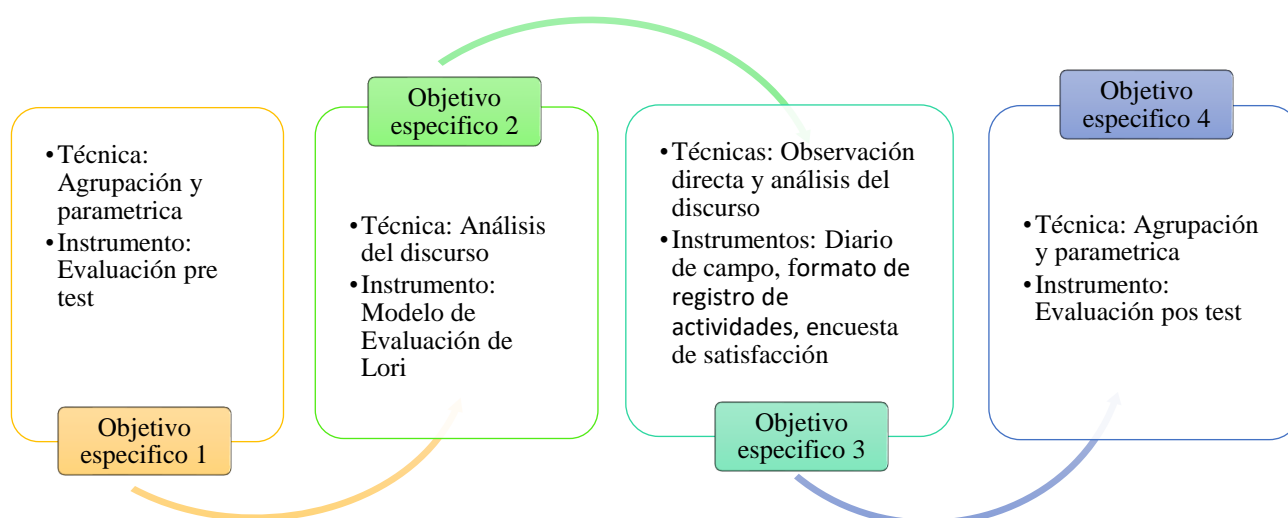 •Técnica:
Agrupación y
parametrica
•Instrumento:
Evaluación pre
test
Objetivo
especifico 1
Objetivo
especifico 2
•Técnica: Análisis
del discurso
•Instrumento:
Modelo de
Evaluación de
Lori
•Técnicas: Observación
directa y análisis del
discurso
•Instrumentos: Diario
de campo, formato de
registro de
actividades, encuesta
de satisfacción
Objetivo
especifico 3
Objetivo
especifico 4
•Técnica: Agrupación
y parametrica
•Instrumento:
Evaluación pos test